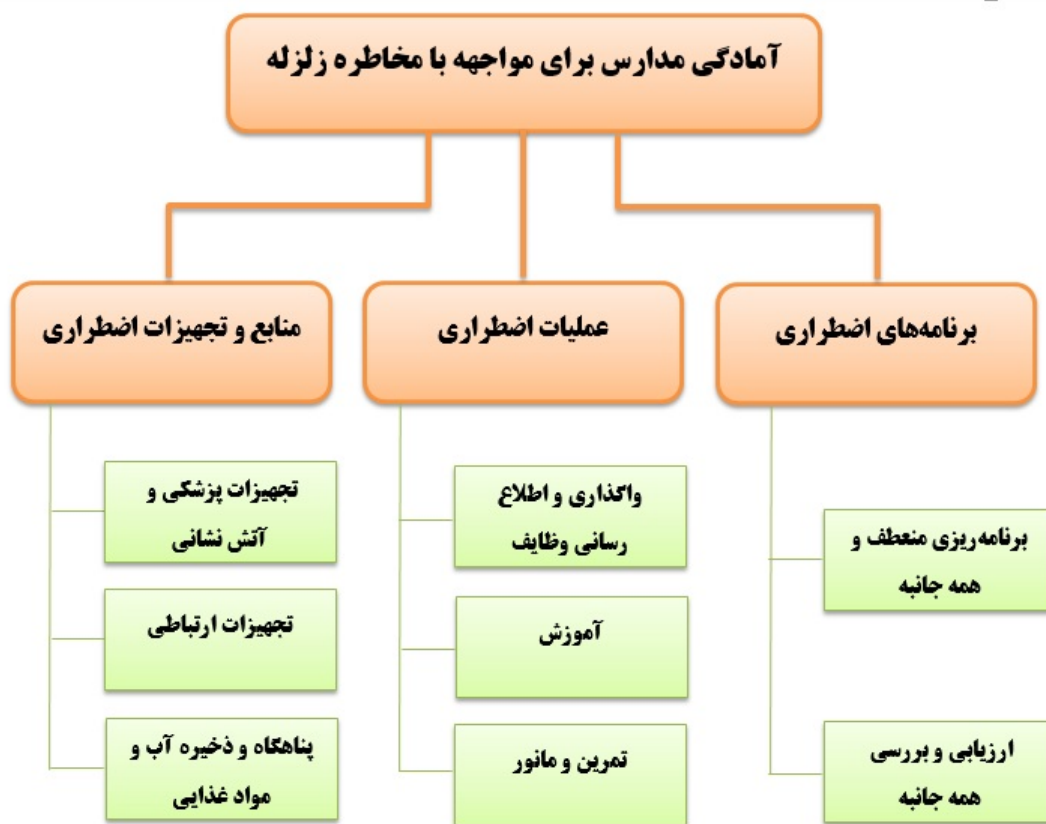 آمادگی مدارس برای مواجهه با مخاطره زلزله
برنامه‌های اضطراری
عملیات اضطراری
منابع و تجهیزات اضطراری
برنامه‌ریزی منعطف و
همه جانبه
ارزیابی و بررسی
همه جانبه
واگذاری و اطلاع
رسانی وظایف
آموزش
تمرین و مانور
تجهیزات پزشکی و
آتش نشانی
تجهیزات ارتباطی
پناهگاه و ذخیره آب و
مواد غذایی